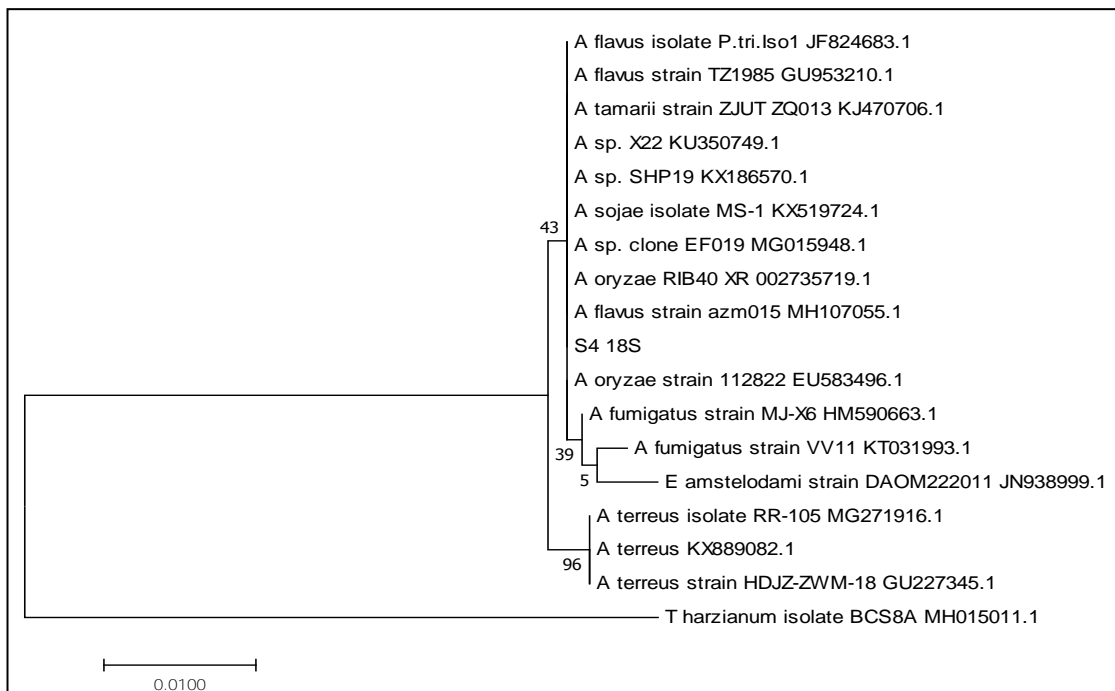 A flavus isolate P.tri.Iso1 JF824683.1
A flavus strain TZ1985 GU953210.1
A tamarii strain ZJUT ZQ013 KJ470706.1
A sp. X22 KU350749.1
A sp. SHP19 KX186570.1
A sojae isolate MS-1 KX519724.1
43
A sp. clone EF019 MG015948.1
A oryzae RIB40 XR 002735719.1
A flavus strain azm015 MH107055.1
S4 18S
A oryzae strain 112822 EU583496.1
A fumigatus strain MJ-X6 HM590663.1
39
A fumigatus strain VV11 KT031993.1
5
E amstelodami strain DAOM222011 JN938999.1
A terreus isolate RR-105 MG271916.1
A terreus KX889082.1
96
A terreus strain HDJZ-ZWM-18 GU227345.1
T harzianum isolate BCS8A MH015011.1
0.0100